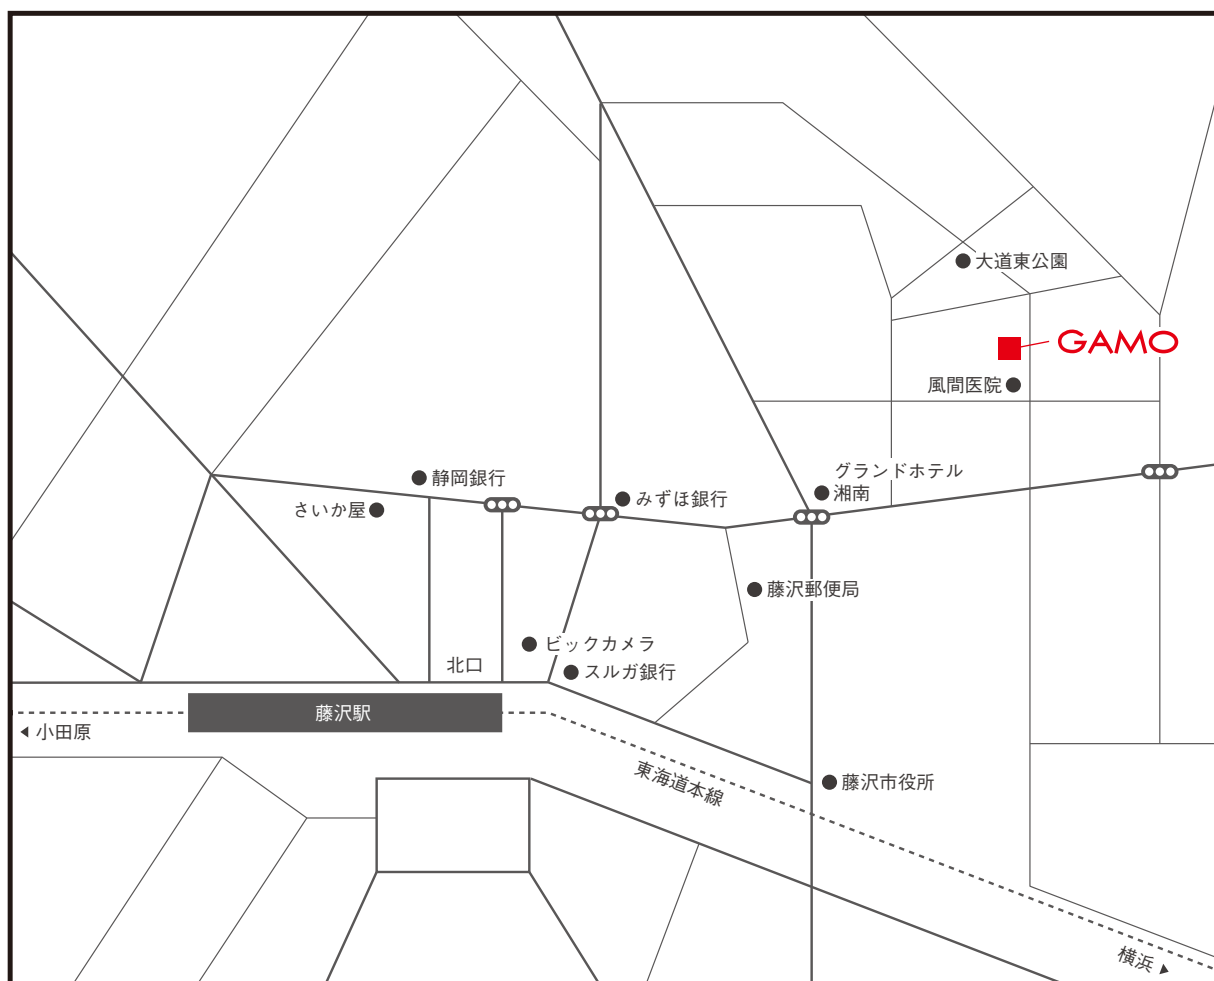 大道東公園
GAMO
風間医院
静岡銀行
グランドホテル
湘南
さいか屋
みずほ銀行
藤沢郵便局
ビックカメラ
北口
スルガ銀行
藤沢駅
小田原
東海道本線
藤沢市役所
横浜